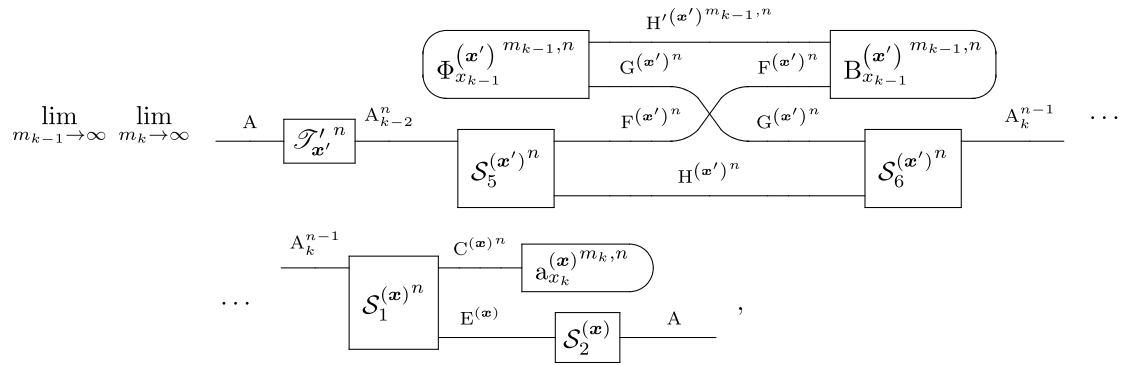 H′^{(𝒙′) m_{k−1},n}
Φ_{x_{k−1}}^{(𝒙′) m_{k−1},n} G^{(𝒙′) n} F^{(𝒙′) n} B_{x_{k−1}}^{(𝒙′) m_{k−1},n}
lim_{m_{k−1}→∞} lim_{m_k→∞} A 𝒯′_{𝒙′}^{n} A_{k−2}^{n} F^{(𝒙′) n} G^{(𝒙′) n} A_k^{n−1} ⋯
𝒮_5^{(𝒙′) n} H^{(𝒙′) n} 𝒮_6^{(𝒙′) n}
A_k^{n−1} C^{(𝒙) n} a_{x_k}^{(𝒙) m_k,n}
⋯ 𝒮_1^{(𝒙) n} E^{(𝒙)} 𝒮_2^{(𝒙)} A ,